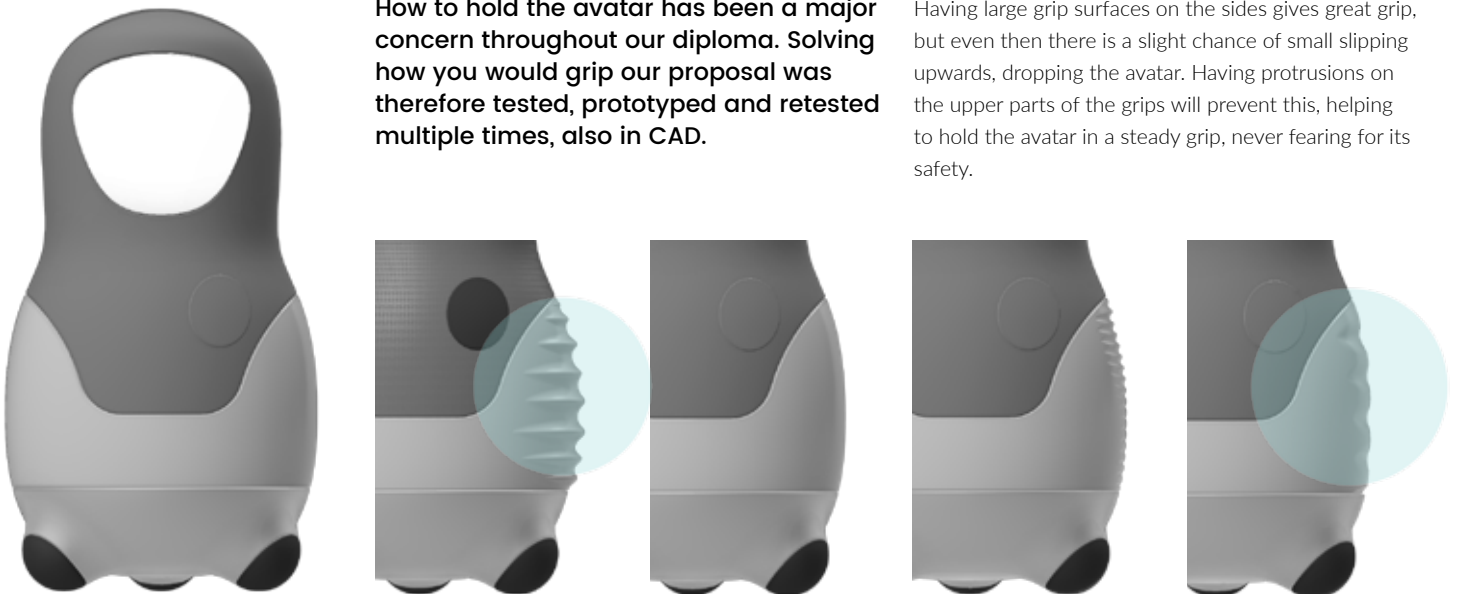 How to hold the avatar has been a major
concern throughout our diploma. Solving
how you would grip our proposal was
therefore tested, prototyped and retested
multiple times, also in CAD.
Having large grip surfaces on the sides gives great grip,
but even then there is a slight chance of small slipping
upwards, dropping the avatar. Having protrusions on
the upper parts of the grips will prevent this, helping
to hold the avatar in a steady grip, never fearing for its
safety.